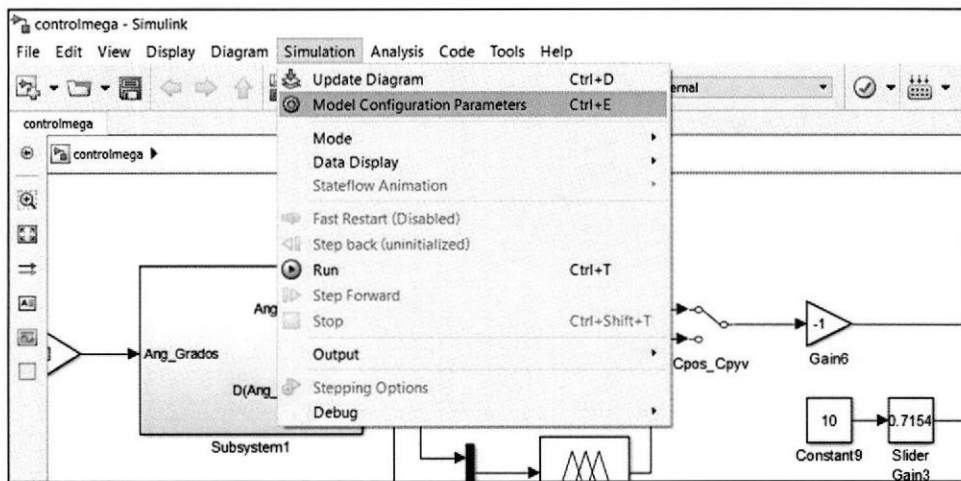 controlmega - Simulink
File Edit View Display Diagram Simulation Analysis Code Tools Help
Update Diagram Ctrl+D
Model Configuration Parameters Ctrl+E
controlmega
controlmega
Mode
Data Display
Stateflow Animation
Fast Restart (Disabled)
Step back (uninitialized)
Run Ctrl+T
Step Forward
Stop Ctrl+Shift+T
Output
Stepping Options
Debug
Ang_Grados
D(Ang_
Subsystem1
Cpos_Cpyv
-1
Gain6
10
Constant9
0.7154
Slider
Gain3